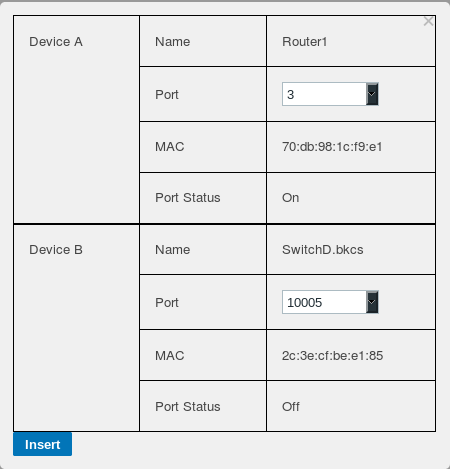 ×
Device A Name Router1
Port 3
MAC 70:db:98:1c:f9:e1
Port Status On
Device B Name SwitchD.bkcs
Port 10005
MAC 2c:3e:cf:be:e1:85
Port Status Off
Insert